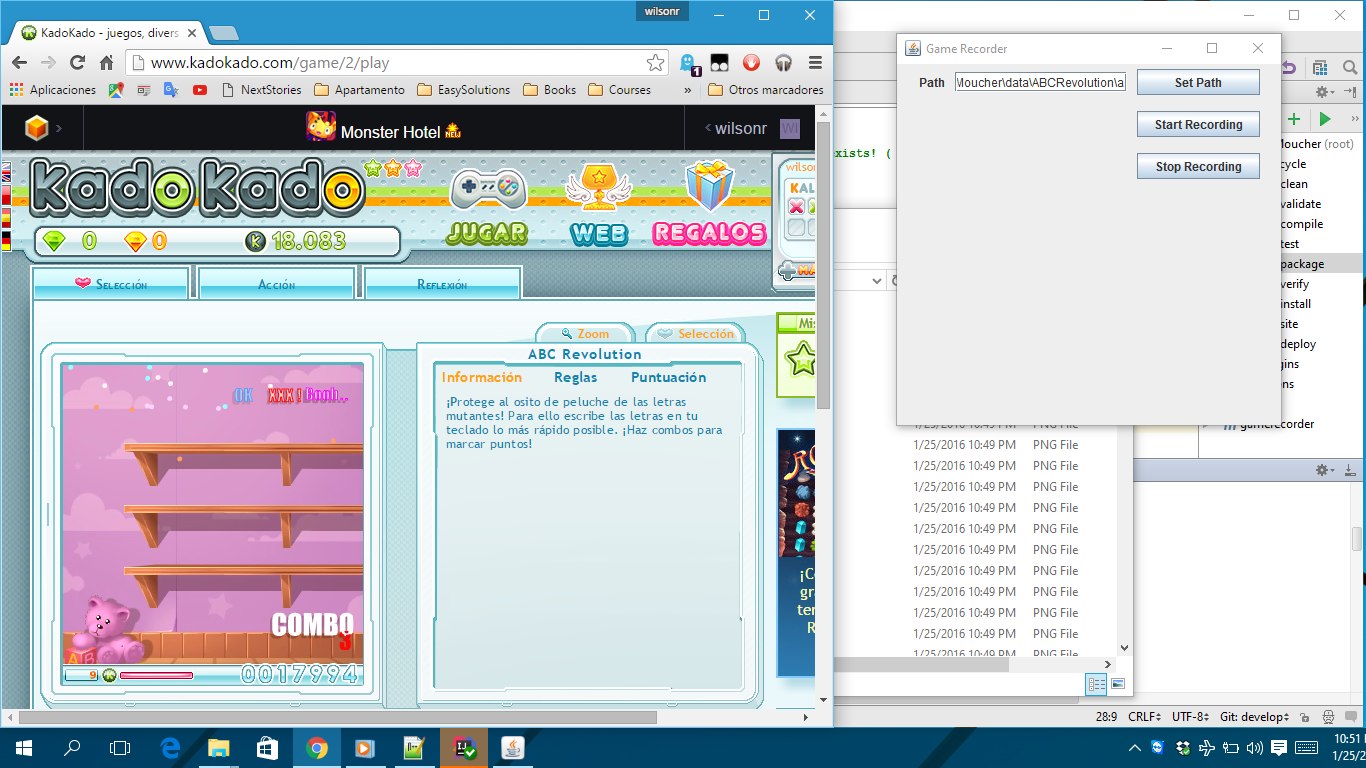 wilsonr
KadoKado - juegos, divers
www.kadokado.com/game/2/play
1
Aplicaciones
NextStories
Apartamento
EasySolutions
Books
Courses
»
Otros marcadores
Monster Hotel NEW
wilsonr
WI
kadokado
JUGAR
WEB
REGALOS
0
0
K
18.083
wilsonr
KAL
Selección
Acción
Reflexión
Zoom
Selección
ABC Revolution
Información
Reglas
Puntuación
¡Protege al osito de peluche de las letras
mutantes! Para ello escribe las letras en tu
teclado lo más rápido posible. ¡Haz combos para
marcar puntos!
OK
xxx !
Oooh..
COMBO
9
AB
9
0017994
Mis
¡Co
gra
ten
R
Game Recorder
Path
Moucher\data\ABCRevolution\a
Set Path
Start Recording
Stop Recording
xists! (
Moucher (root)
cycle
clean
validate
compile
test
package
verify
install
site
deploy
gins
ns
gamerecorder
1/25/2016 10:49 PM PNG File
1/25/2016 10:49 PM PNG File
1/25/2016 10:49 PM PNG File
1/25/2016 10:49 PM PNG File
1/25/2016 10:49 PM PNG File
1/25/2016 10:49 PM PNG File
1/25/2016 10:49 PM PNG File
1/25/2016 10:49 PM PNG File
1/25/2016 10:49 PM PNG File
1/25/2016 10:49 PM PNG File
1/25/2016 10:49 PM PNG File
28:9
CRLF
UTF-8
Git: develop
10:51
1/25/2